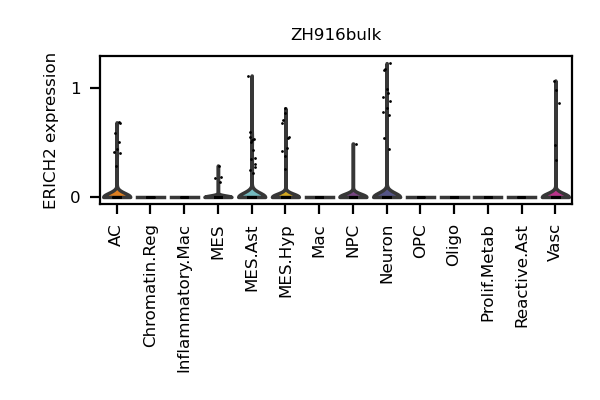 ZH916bulk
ERICH2 expression
1
0
AC
Chromatin.Reg
Inflammatory.Mac
MES
MES.Ast
MES.Hyp
Mac
NPC
Neuron
OPC
Oligo
Prolif.Metab
Reactive.Ast
Vasc